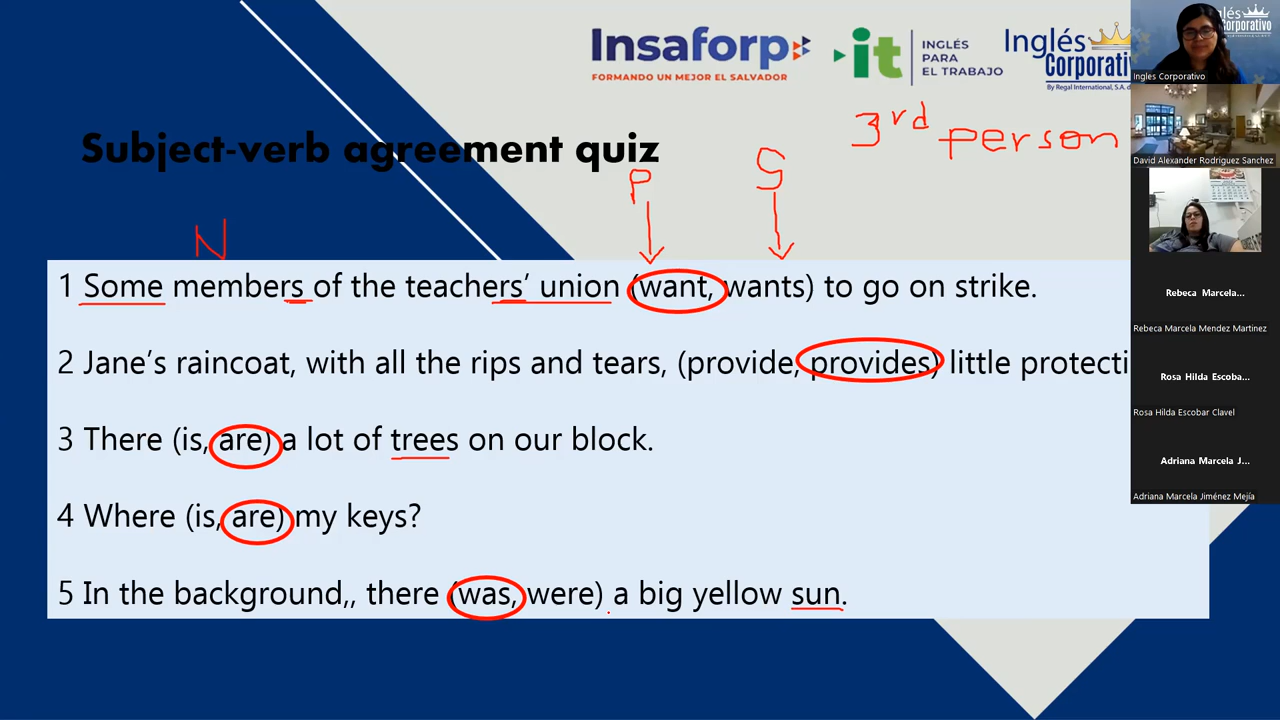 Insaforp
FORMANDO UN MEJOR EL SALVADOR
it
INGLÉS
PARA
EL TRABAJO
Inglés
Corporativ
By Regal International, S.A. d
glés
Corporativo
Ingles Corporativo
3rd person
David Alexander Rodriguez Sanchez
Subject-verb agreement quiz
P
S
N
1 Some members of the teachers' union (want, wants) to go on strike.
2 Jane's raincoat, with all the rips and tears, (provide, provides) little protecti
3 There (is, are) a lot of trees on our block.
4 Where (is, are) my keys?
5 In the background,, there (was, were) a big yellow sun.
Rebeca Marcela...
Rebeca Marcela Mendez Martinez
Rosa Hilda Escoba...
Rosa Hilda Escobar Clavel
Adriana Marcela J...
Adriana Marcela Jiménez Mejía